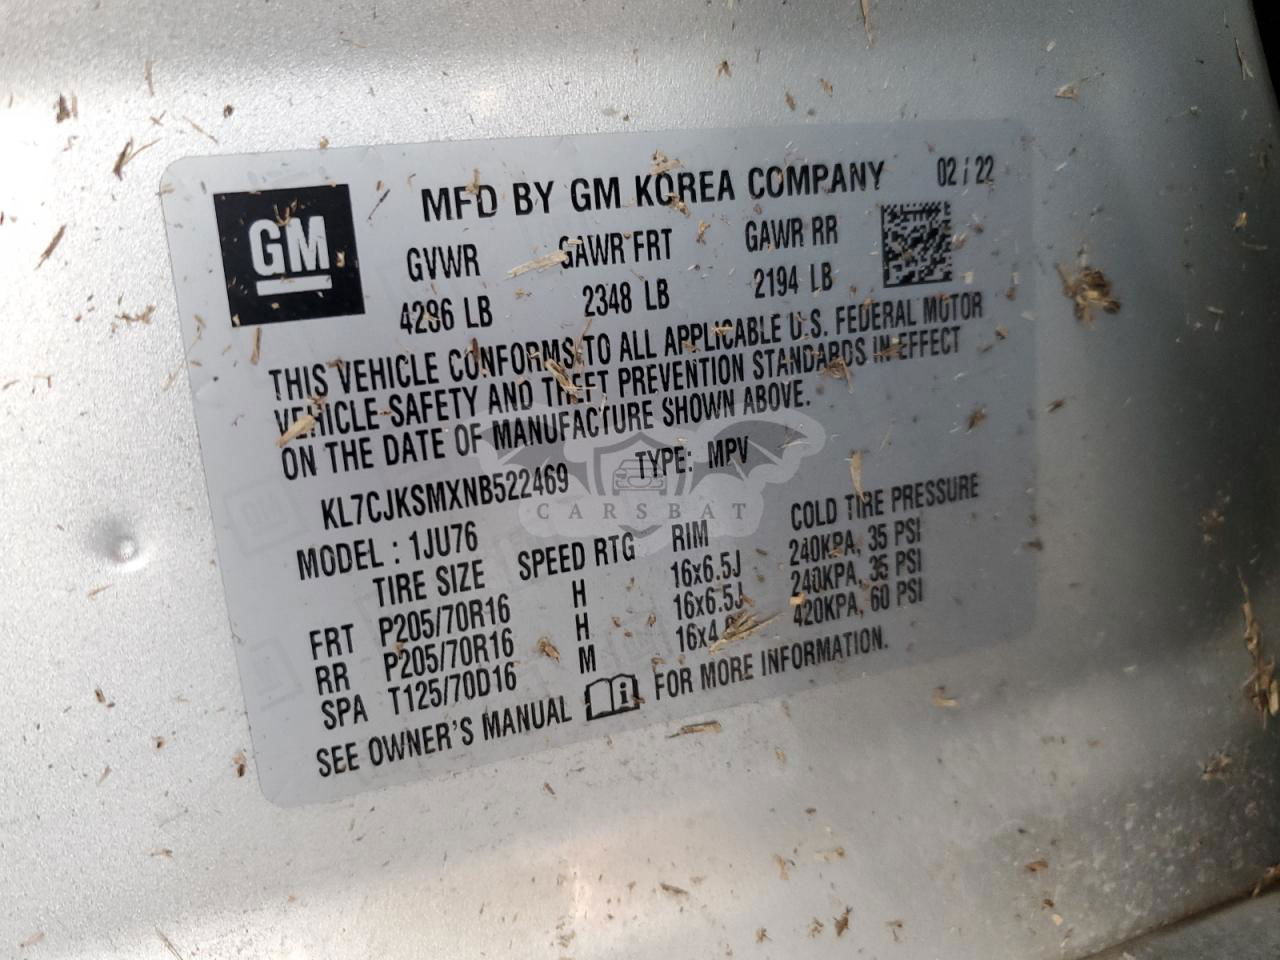 GM
MFD BY GM KOREA COMPANY 02/22
GVWR GAWR FRT GAWR RR
4286 LB 2348 LB 2194 LB
THIS VEHICLE CONFORMS TO ALL APPLICABLE U.S. FEDERAL MOTOR
VEHICLE SAFETY AND THEFT PREVENTION STANDARDS IN EFFECT
ON THE DATE OF MANUFACTURE SHOWN ABOVE.
KL7CJKSMXNB522469 TYPE: MPV
CARSBAT
MODEL : 1JU76
TIRE SIZE SPEED RTG RIM COLD TIRE PRESSURE
FRT P205/70R16 H 16x6.5J 240KPA, 35 PSI
RR P205/70R16 H 16x6.5J 240KPA, 35 PSI
SPA T125/70D16 M 420KPA, 60 PSI
SEE OWNER'S MANUAL i FOR MORE INFORMATION.